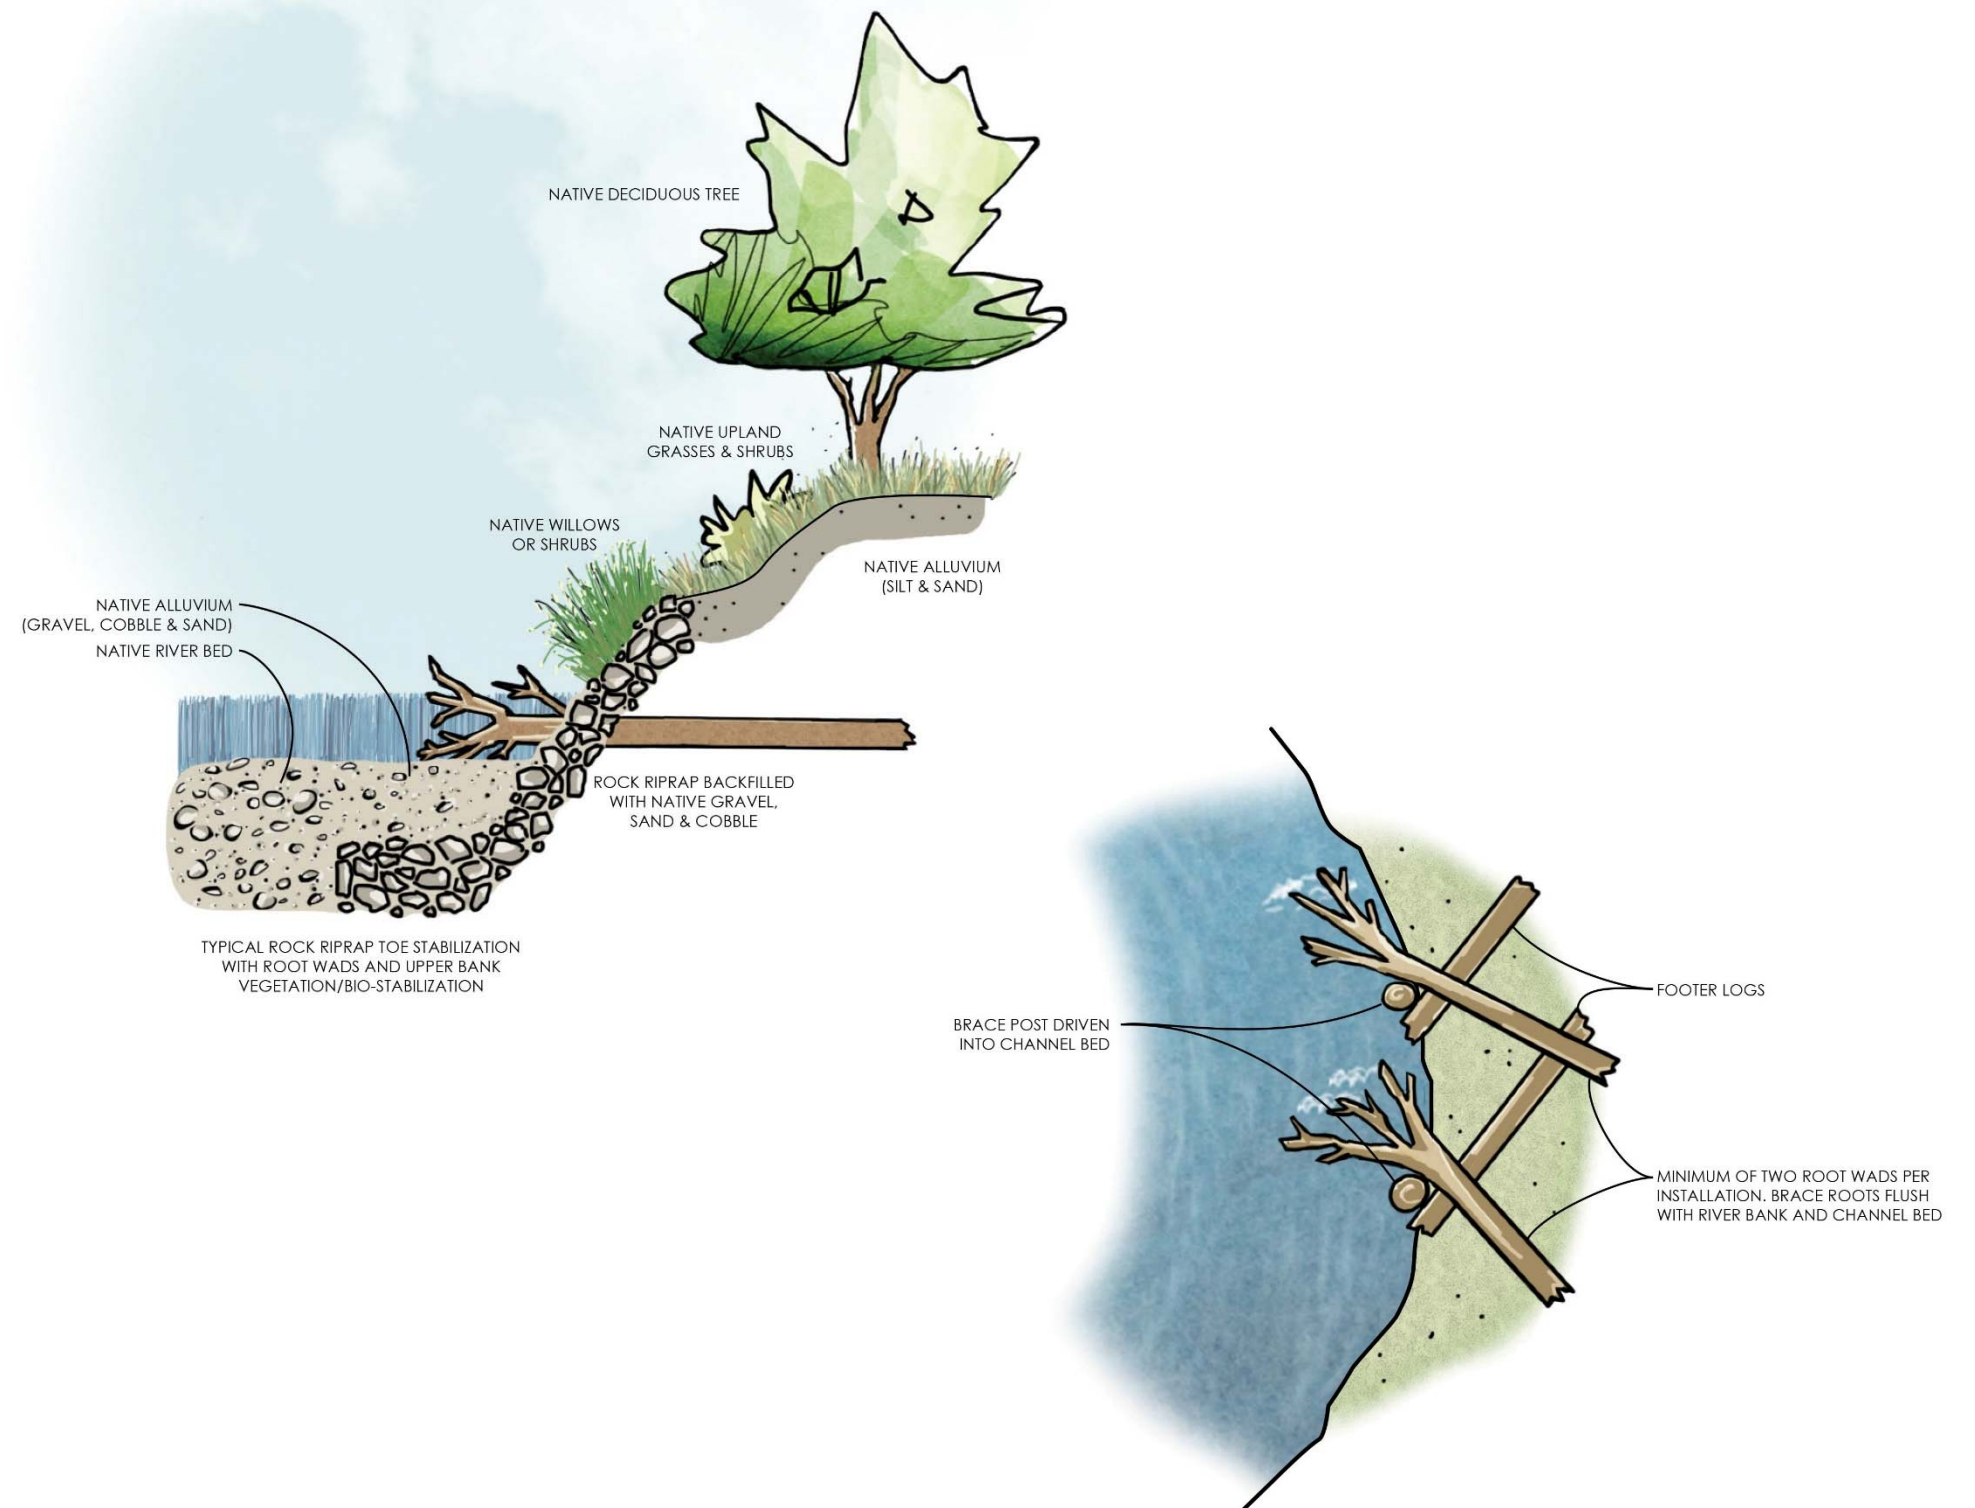 NATIVE DECIDUOUS TREE
NATIVE UPLAND
GRASSES & SHRUBS
NATIVE WILLOWS
OR SHRUBS
NATIVE ALLUVIUM
(SILT & SAND)
NATIVE ALLUVIUM
(GRAVEL, COBBLE & SAND)
NATIVE RIVER BED
ROCK RIPRAP BACKFILLED
WITH NATIVE GRAVEL,
SAND & COBBLE
TYPICAL ROCK RIPRAP TOE STABILIZATION
WITH ROOT WADS AND UPPER BANK
VEGETATION/BIO-STABILIZATION
FOOTER LOGS
BRACE POST DRIVEN
INTO CHANNEL BED
MINIMUM OF TWO ROOT WADS PER
INSTALLATION. BRACE ROOTS FLUSH
WITH RIVER BANK AND CHANNEL BED